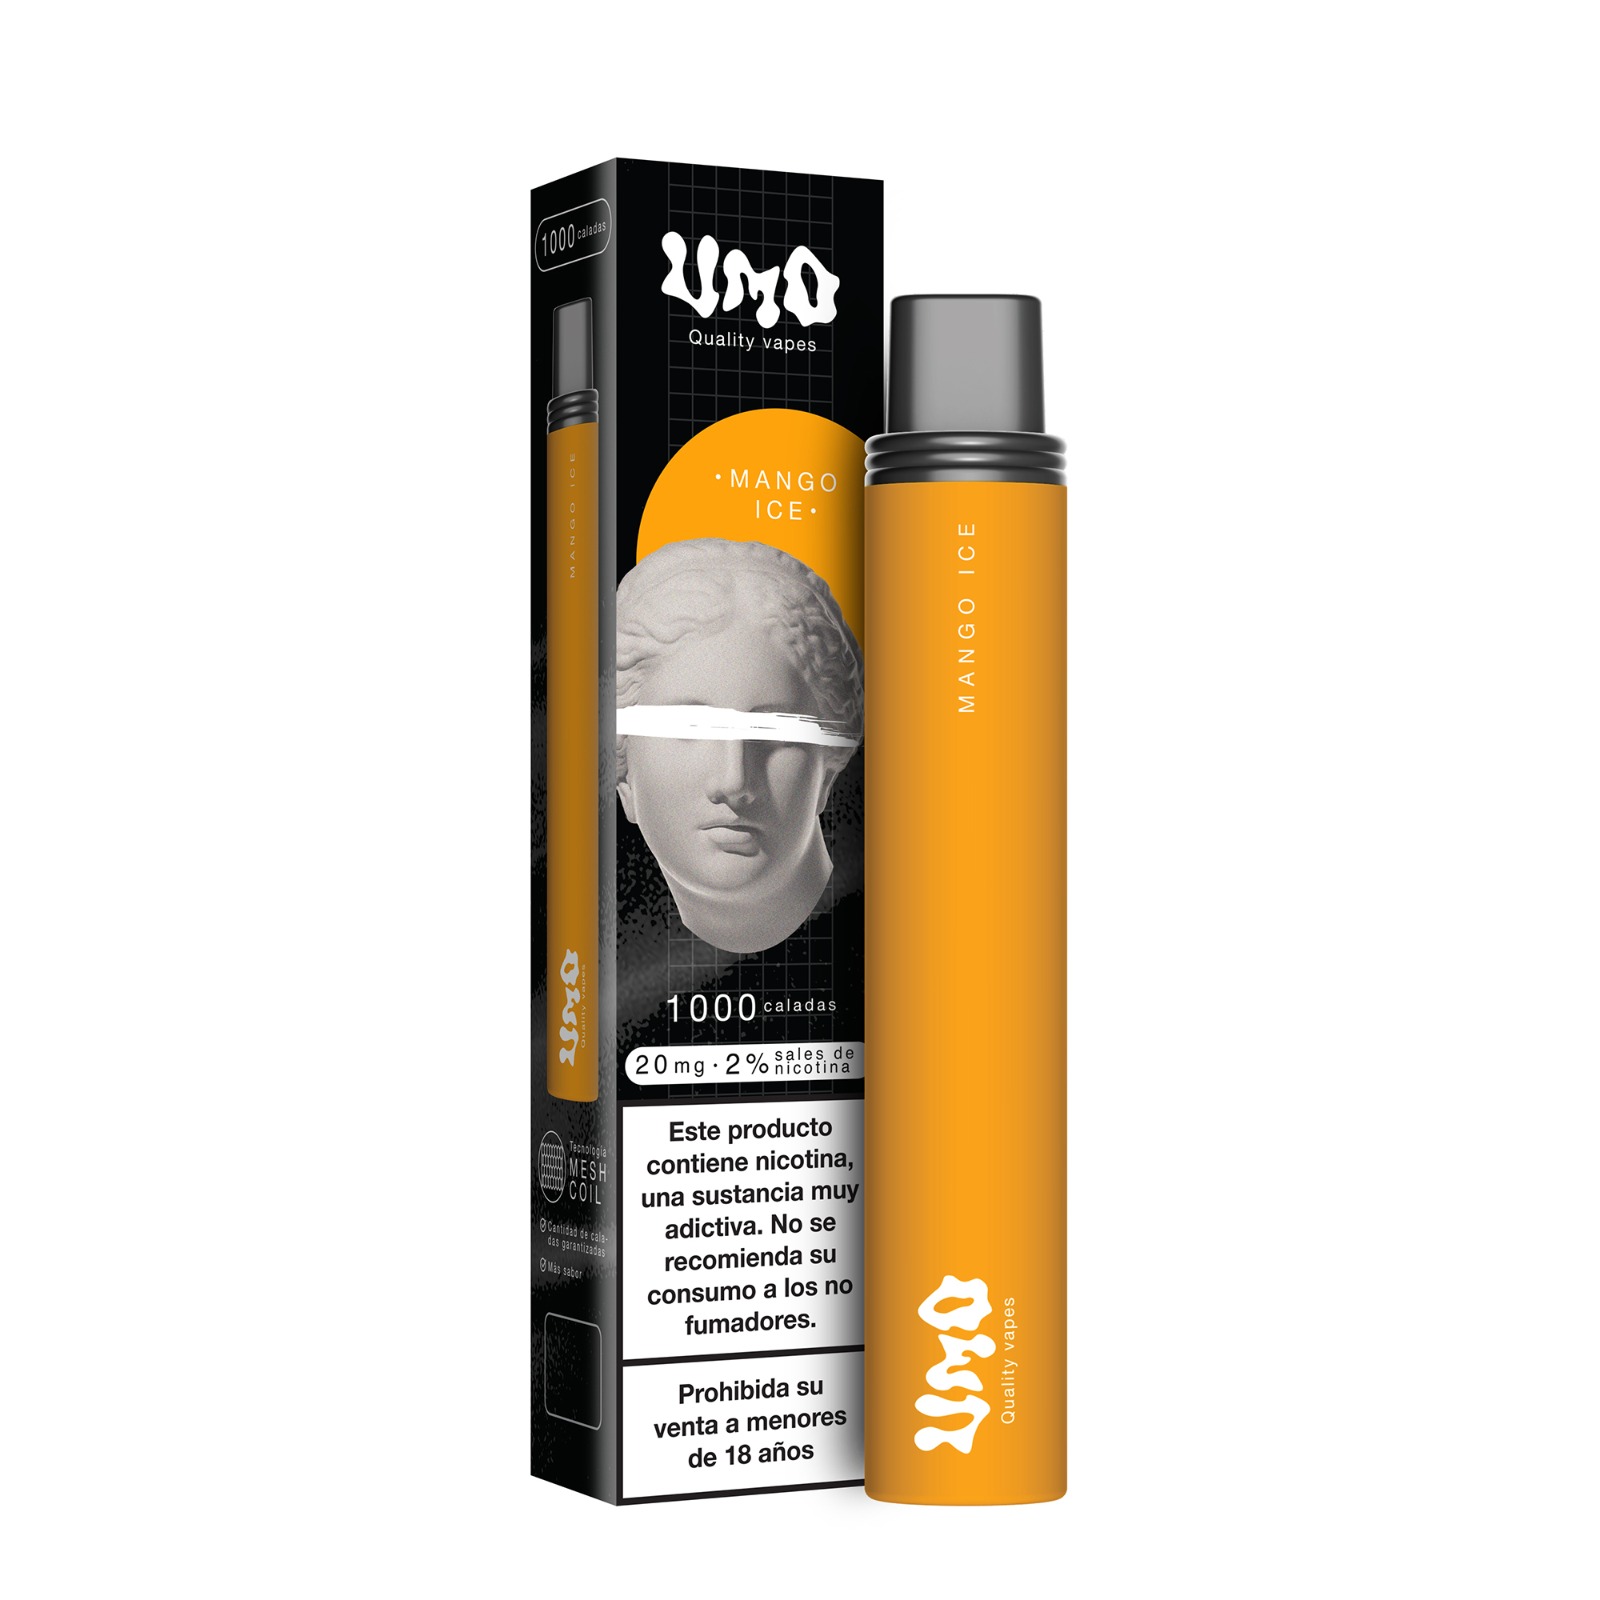 1000 caladas
MANGO ICE
UMO
Quality vapes
Tecnología
MESH
COIL
Cantidad de cala-
das garantizadas
Más sabor
UMO
Quality vapes
·MANGO
ICE·
1000 caladas
20mg·2% sales de
nicotina
Este producto
contiene nicotina,
una sustancia muy
adictiva. No se
recomienda su
consumo a los no
fumadores.
Prohibida su
venta a menores
de 18 años
MANGO ICE
UMO
Quality vapes